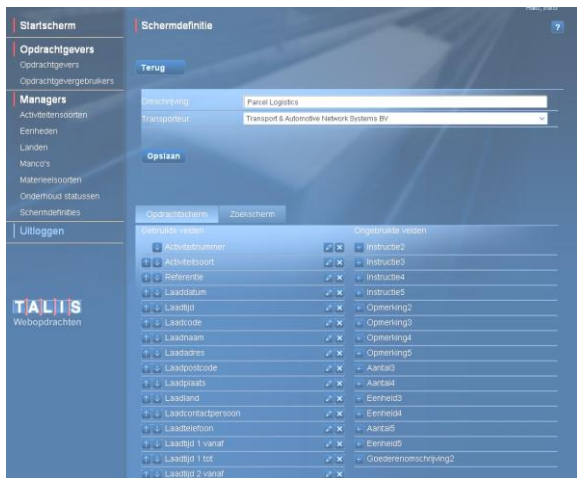 Startscherm
Opdrachtgevers
Opdrachtgevers
Opdrachtgevergebruikers
Managers
Activiteitensoorten
Eenheden
Landen
Manco's
Materieelsoorten
Onderhoud statussen
Schermdefinities
Uitloggen
TALIS
Webopdrachten
Schermdefinitie
?
Terug
Omschrijving:
Parcel Logistics
Transporteur:
Transport & Automotive Network Systems BV
Opslaan
Opdrachtscherm Zoekscherm
Gebruikte velden
Activiteitnummer
Activiteitsoort
Referentie
Laaddatum
Laadtijd
Laadcode
Laadnaam
Laadadres
Laadpostcode
Laadplaats
Laadland
Laadcontactpersoon
Laadtelefoon
Laadtijd 1 vanaf
Laadtijd 1 tot
Laadtijd 2 vanaf
Ongebruikte velden
Instructie2
Instructie3
Instructie4
Instructie5
Opmerking2
Opmerking3
Opmerking4
Opmerking5
Aantal3
Aantal4
Eenheid3
Eenheid4
Aantal5
Eenheid5
Goederenomschrijving2